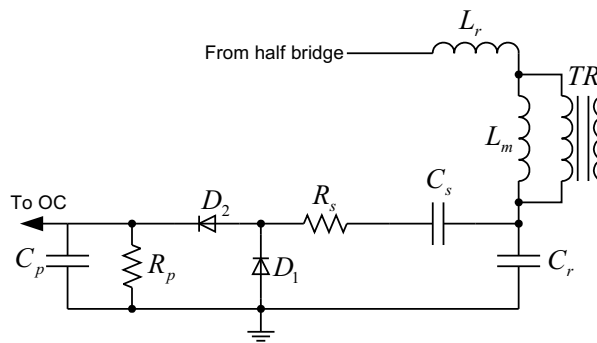 L_r
From half bridge
TR
L_m
C_s
R_s
D_2
To OC
C_p
R_p
D_1
C_r